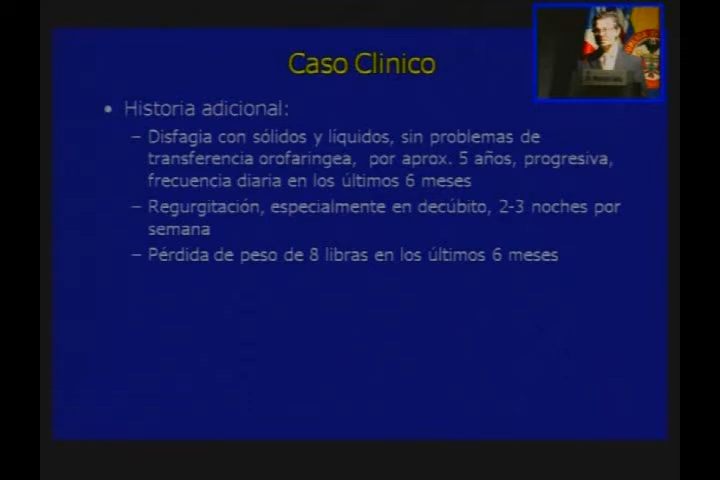 Caso Clinico
• Historia adicional:
– Disfagia con sólidos y líquidos, sin problemas de
transferencia orofaringea, por aprox. 5 años, progresiva,
frecuencia diaria en los últimos 6 meses
– Regurgitación, especialmente en decúbito, 2-3 noches por
semana
– Pérdida de peso de 8 libras en los últimos 6 meses